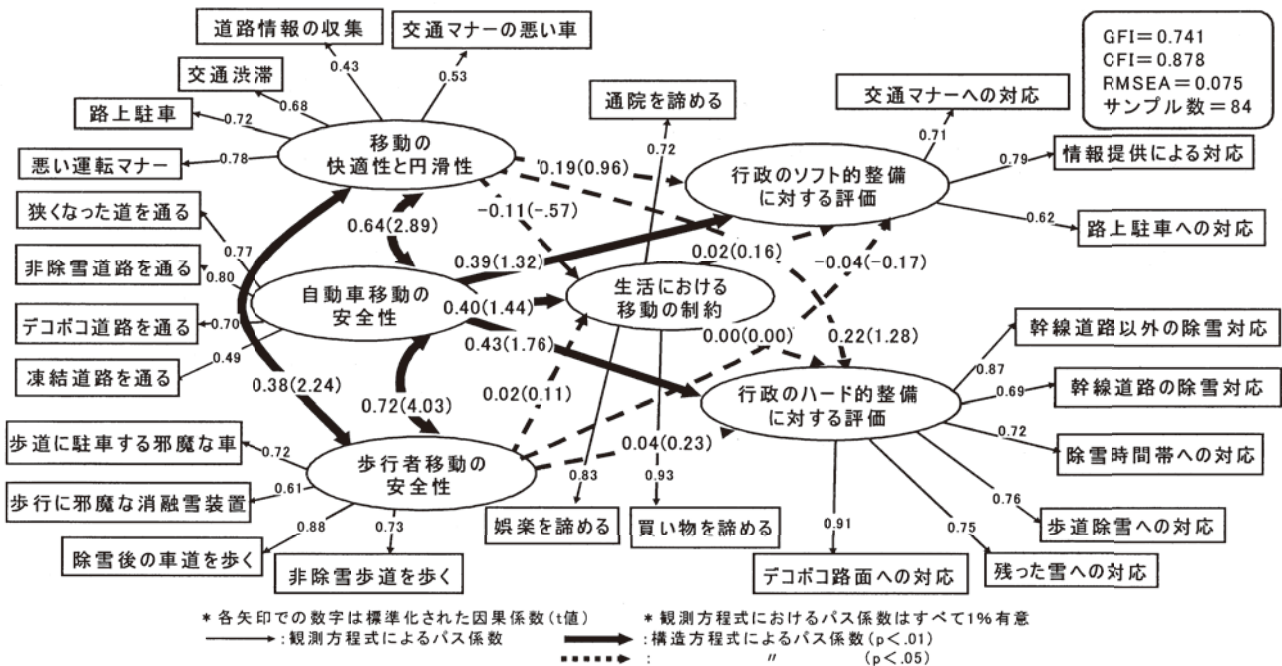 道路情報の収集
交通マナーの悪い車
交通渋滞
路上駐車
悪い運転マナー
狭くなった道を通る
非除雪道路を通る
デコボコ道路を通る
凍結道路を通る
歩道に駐車する邪魔な車
歩行に邪魔な消融雪装置
除雪後の車道を歩く
非除雪歩道を歩く
0.43
0.53
0.68
0.72
0.78
0.77
0.80
0.70
0.49
0.72
0.61
0.88
0.73
移動の
快適性と円滑性
自動車移動の
安全性
歩行者移動の
安全性
0.64(2.89)
0.38(2.24)
0.72(4.03)
0.19(0.96)
-0.11(-.57)
0.39(1.32)
0.40(1.44)
0.43(1.76)
0.02(0.11)
0.02(0.16)
-0.04(-0.17)
0.00(0.00)
0.22(1.28)
0.04(0.23)
通院を諦める
0.72
生活における
移動の制約
0.83
0.93
娯楽を諦める
買い物を諦める
行政のソフト的整備
に対する評価
0.71
0.79
0.62
交通マナーへの対応
情報提供による対応
路上駐車への対応
行政のハード的整備
に対する評価
0.87
0.69
0.72
0.76
0.75
0.91
幹線道路以外の除雪対応
幹線道路の除雪対応
除雪時間帯への対応
歩道除雪への対応
残った雪への対応
デコボコ路面への対応
GFI=0.741
CFI=0.878
RMSEA=0.075
サンプル数=84
*各矢印での数字は標準化された因果係数(t値)
*観測方程式におけるパス係数はすべて1%有意
:観測方程式によるパス係数
:構造方程式によるパス係数(p<.01)
: 〃 (p<.05)